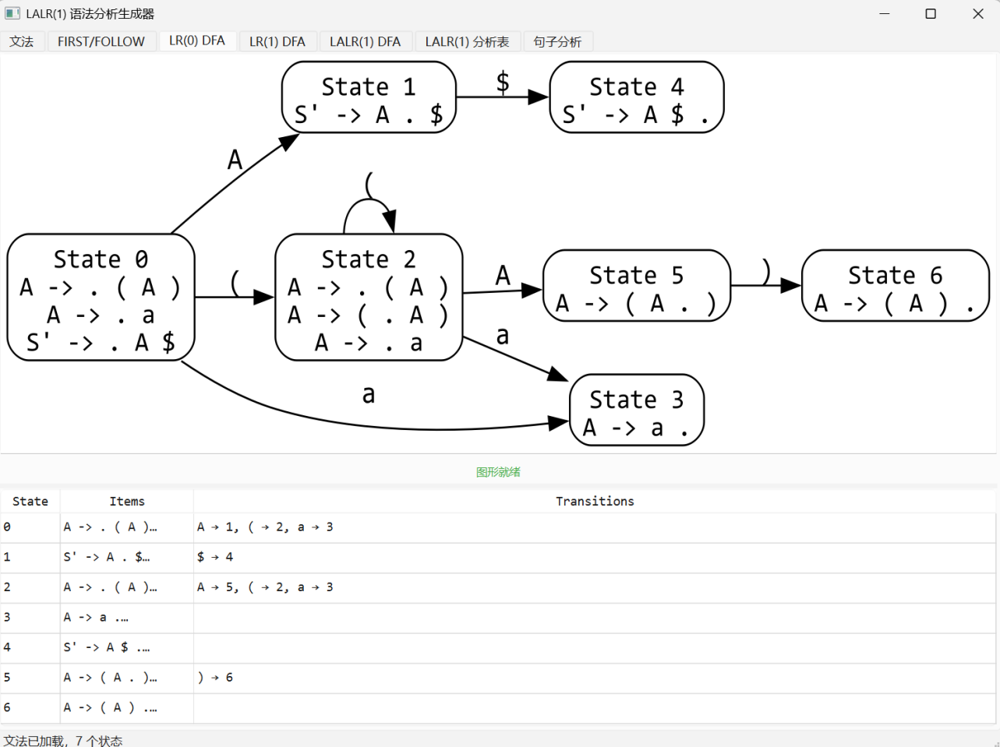 LALR(1) 语法分析生成器
文法 FIRST/FOLLOW LR(0) DFA LR(1) DFA LALR(1) DFA LALR(1) 分析表 句子分析
State 1
S' -> A . $
$
State 4
S' -> A $ .
A
(
State 0
A -> . ( A )
A -> . a
S' -> . A $
(
State 2
A -> . ( A )
A -> ( . A )
A -> . a
A
State 5
A -> ( A . )
)
State 6
A -> ( A ) .
a
a
State 3
A -> a .
图形就绪
State Items Transitions
0 A -> . ( A )… A → 1, ( → 2, a → 3
1 S' -> A . $… $ → 4
2 A -> . ( A )… A → 5, ( → 2, a → 3
3 A -> a .…
4 S' -> A $ .…
5 A -> ( A . )… ) → 6
6 A -> ( A ) .…
文法已加载，7 个状态